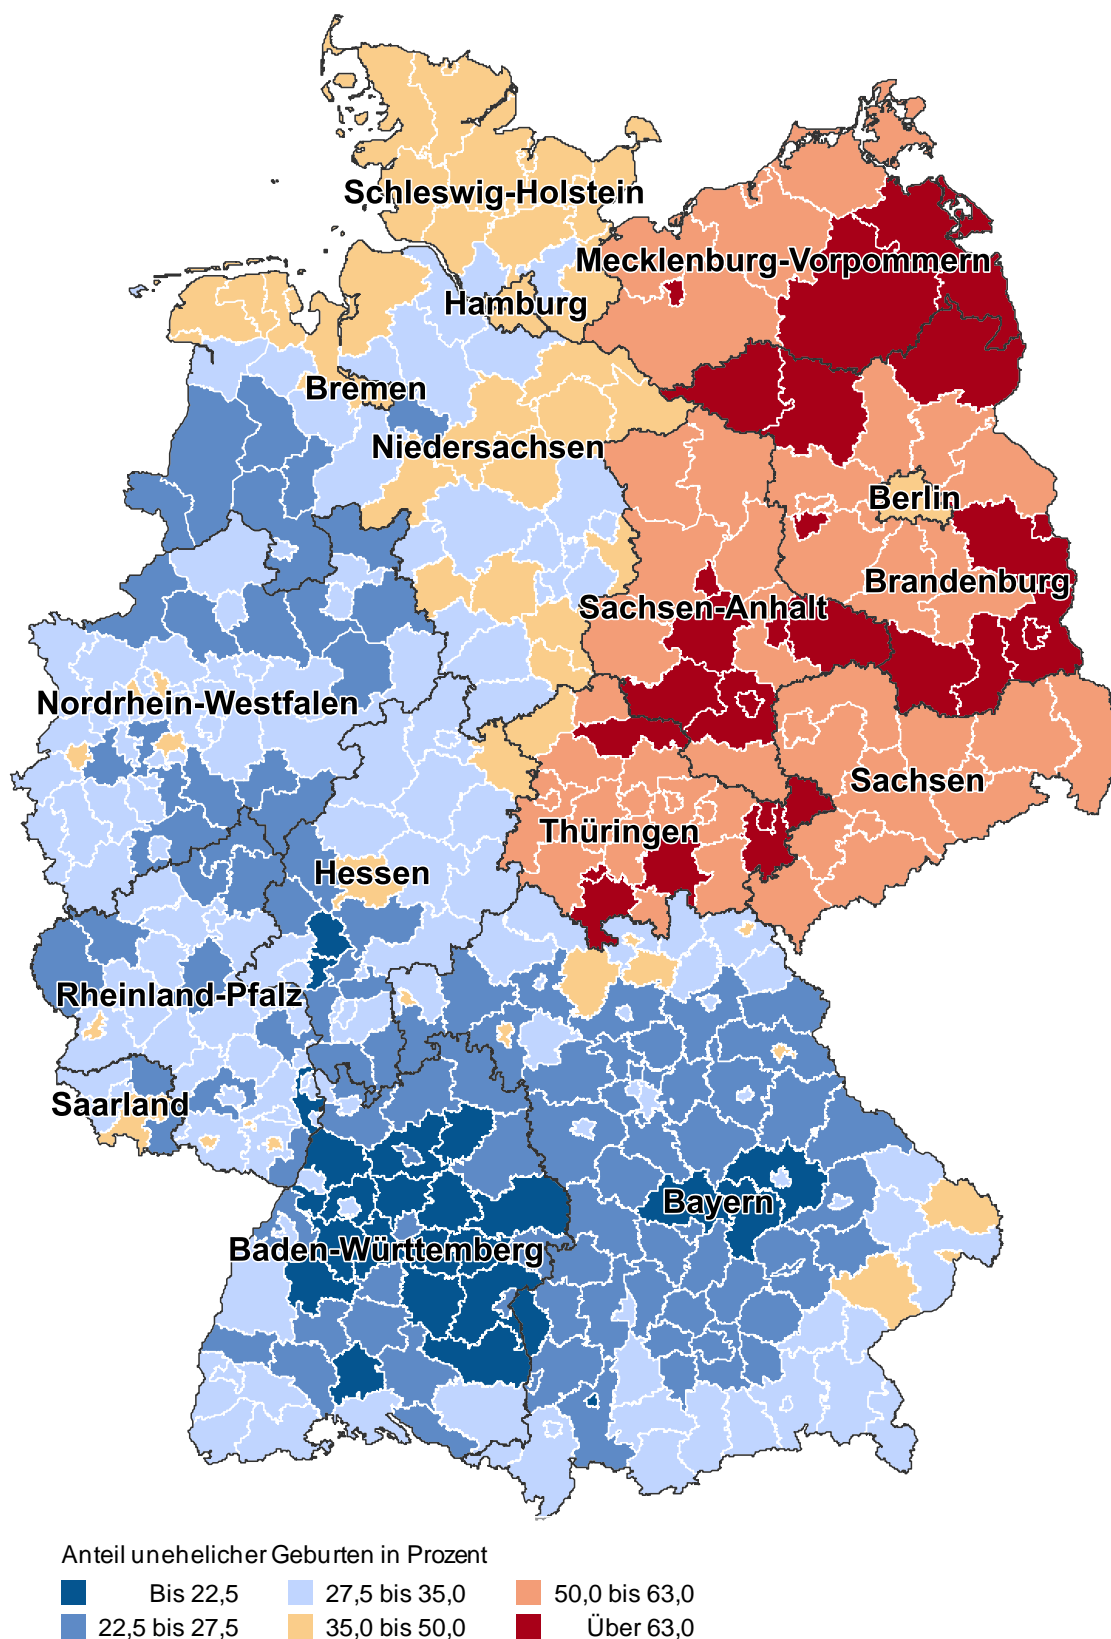 Schleswig-Holstein
Mecklenburg-Vorpommern
Hamburg
Bremen
Niedersachsen
Berlin
Brandenburg
Sachsen-Anhalt
Nordrhein-Westfalen
Sachsen
Thüringen
Hessen
Rheinland-Pfalz
Saarland
Bayern
Baden-Württemberg
Anteil unehelicher Geburten in Prozent
Bis 22,5 27,5 bis 35,0 50,0 bis 63,0
22,5 bis 27,5 35,0 bis 50,0 Über 63,0